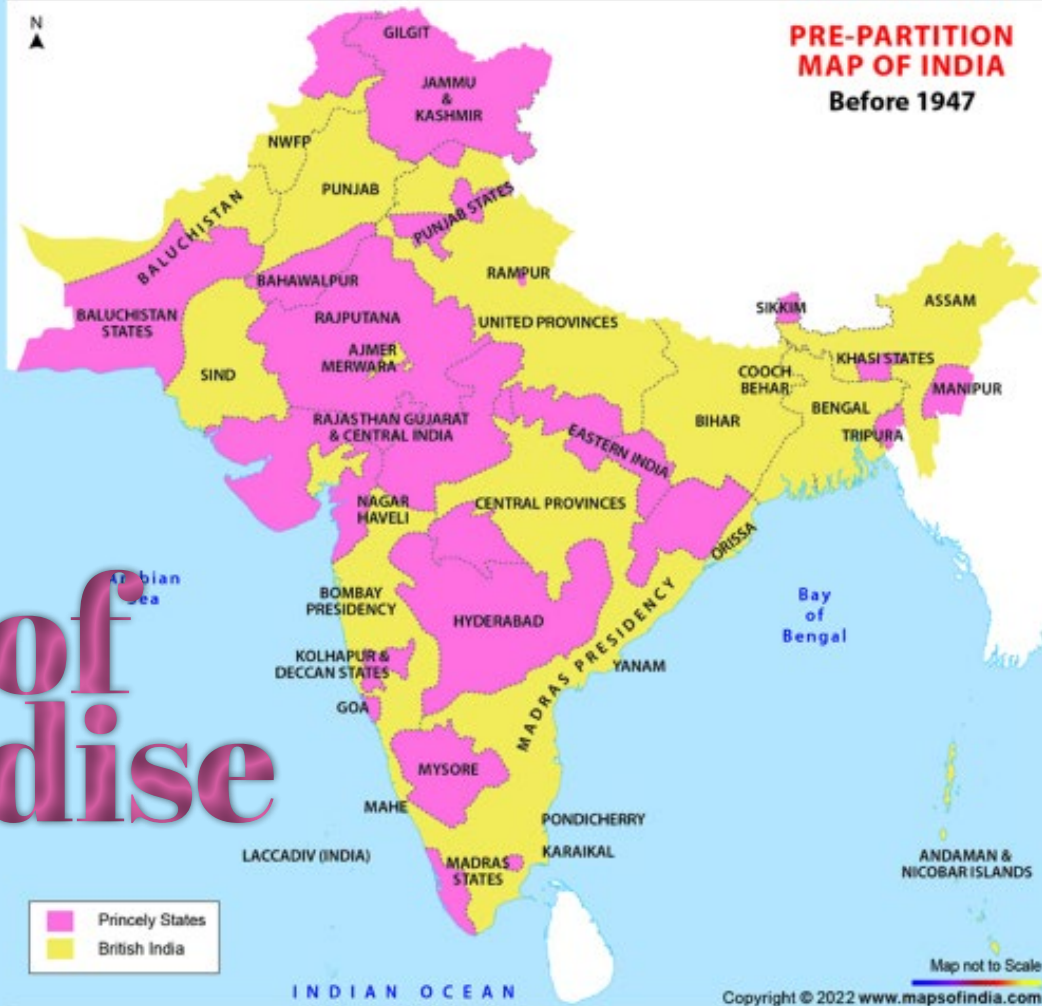 N
PRE-PARTITION
MAP OF INDIA
Before 1947
GILGIT
JAMMU
&
KASHMIR
NWFP
PUNJAB
BALUCHISTAN
PUNJAB STATES
BAHAWALPUR
RAMPUR
BALUCHISTAN
STATES
RAJPUTANA
UNITED PROVINCES
SIKKIM
ASSAM
AJMER
MERWARA
SIND
KHASI STATES
COOCH
BEHAR
MANIPUR
RAJASTHAN GUJARAT
& CENTRAL INDIA
BIHAR
BENGAL
TRIPURA
EASTERN INDIA
NAGAR
HAVELI
CENTRAL PROVINCES
ORISSA
Arabian
Sea
of
dise
BOMBAY
PRESIDENCY
HYDERABAD
Bay
of
Bengal
MADRAS PRESIDENCY
KOLHAPUR &
DECCAN STATES
YANAM
GOA
MYSORE
MAHE
PONDICHERRY
LACCADIV (INDIA)
MADRAS
STATES
KARAIKAL
ANDAMAN &
NICOBAR ISLANDS
Princely States
British India
INDIAN OCEAN
Map not to Scale
Copyright © 2022 www.mapsofindia.com